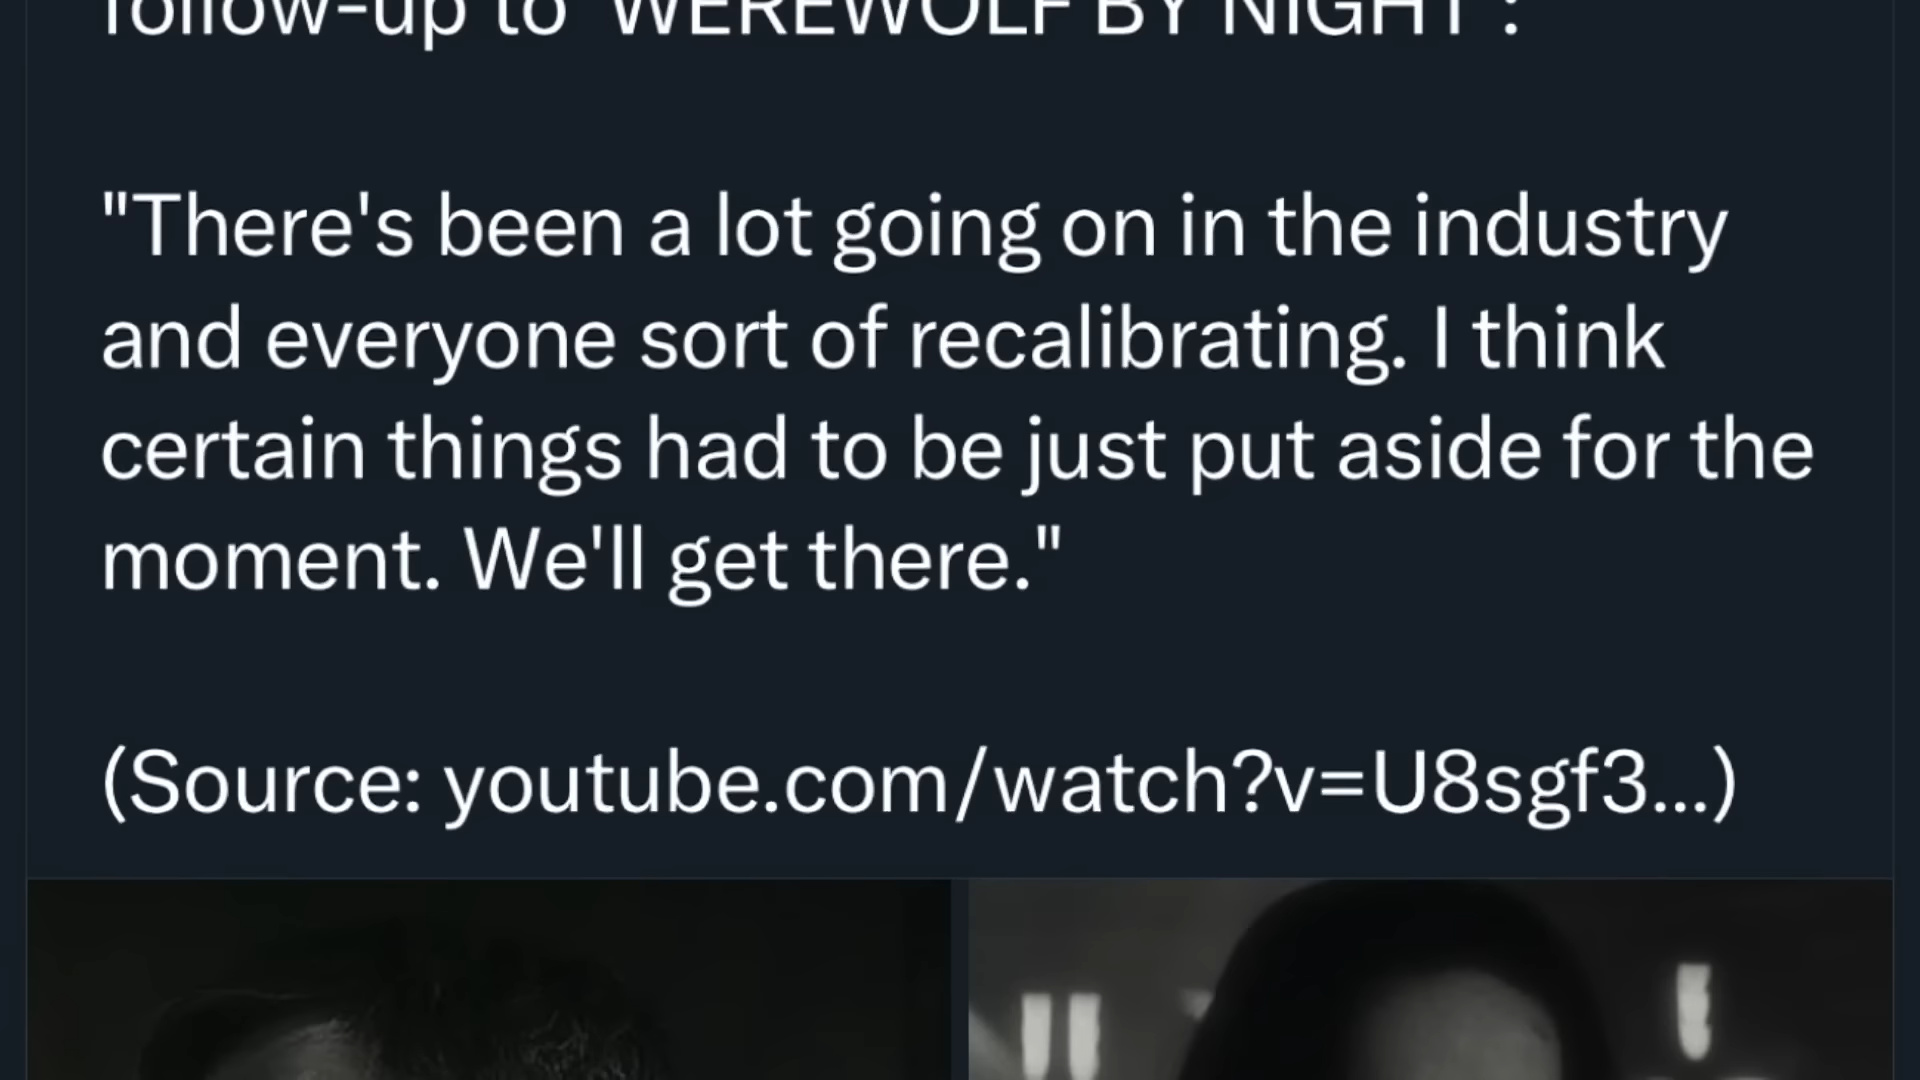 follow-up to "WEREWOLF BY NIGHT":
"There's been a lot going on in the industry
and everyone sort of recalibrating. I think
certain things had to be just put aside for the
moment. We'll get there."
(Source: youtube.com/watch?v=U8sgf3...)